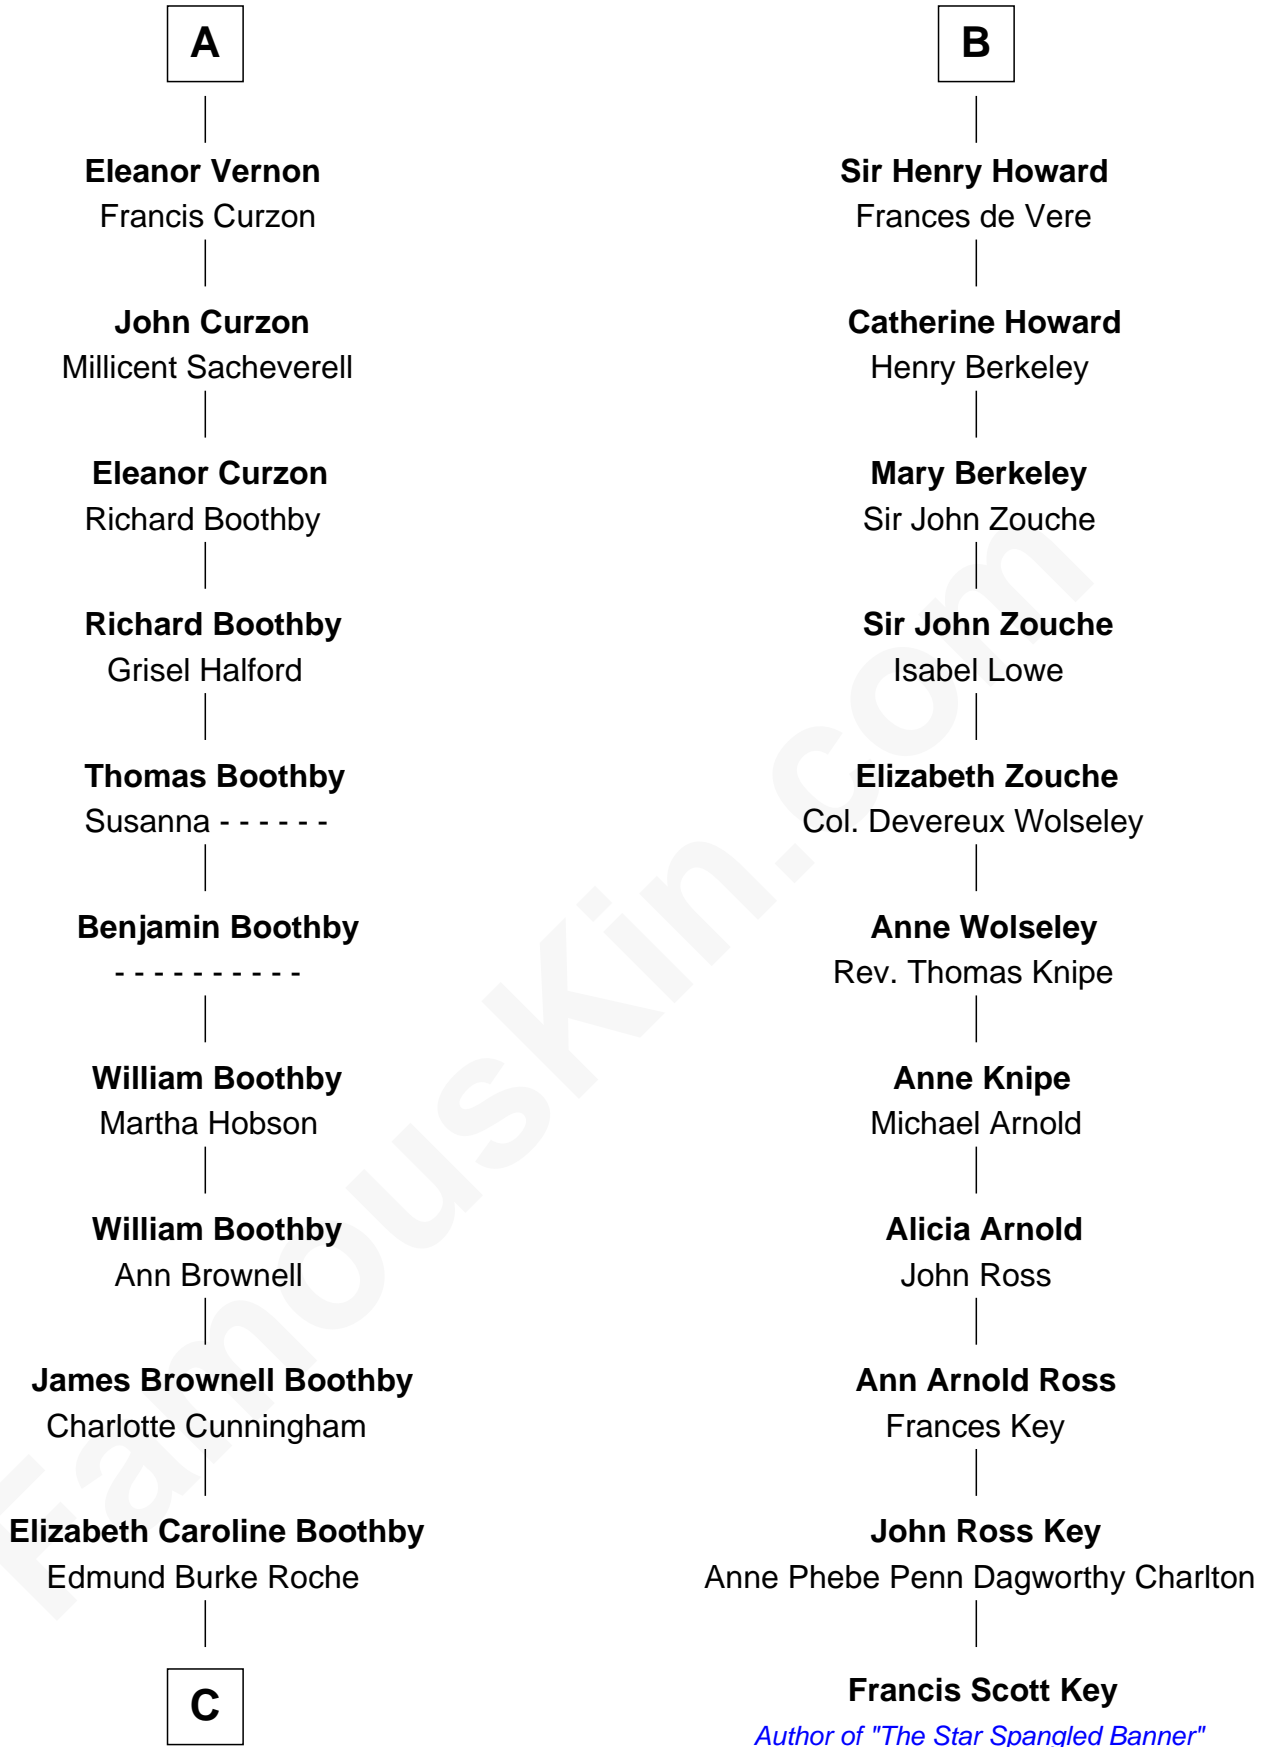 A
Eleanor Vernon
Francis Curzon
John Curzon
Millicent Sacheverell
Eleanor Curzon
Richard Boothby
Richard Boothby
Grisel Halford
Thomas Boothby
Susanna - - - - - -
Benjamin Boothby
- - - - - - - - - -
William Boothby
Martha Hobson
William Boothby
Ann Brownell
James Brownell Boothby
Charlotte Cunningham
Elizabeth Caroline Boothby
Edmund Burke Roche
C
B
Sir Henry Howard
Frances de Vere
Catherine Howard
Henry Berkeley
Mary Berkeley
Sir John Zouche
Sir John Zouche
Isabel Lowe
Elizabeth Zouche
Col. Devereux Wolseley
Anne Wolseley
Rev. Thomas Knipe
Anne Knipe
Michael Arnold
Alicia Arnold
John Ross
Ann Arnold Ross
Frances Key
John Ross Key
Anne Phebe Penn Dagworthy Charlton
Francis Scott Key
Author of "The Star Spangled Banner"
FamousKin.com